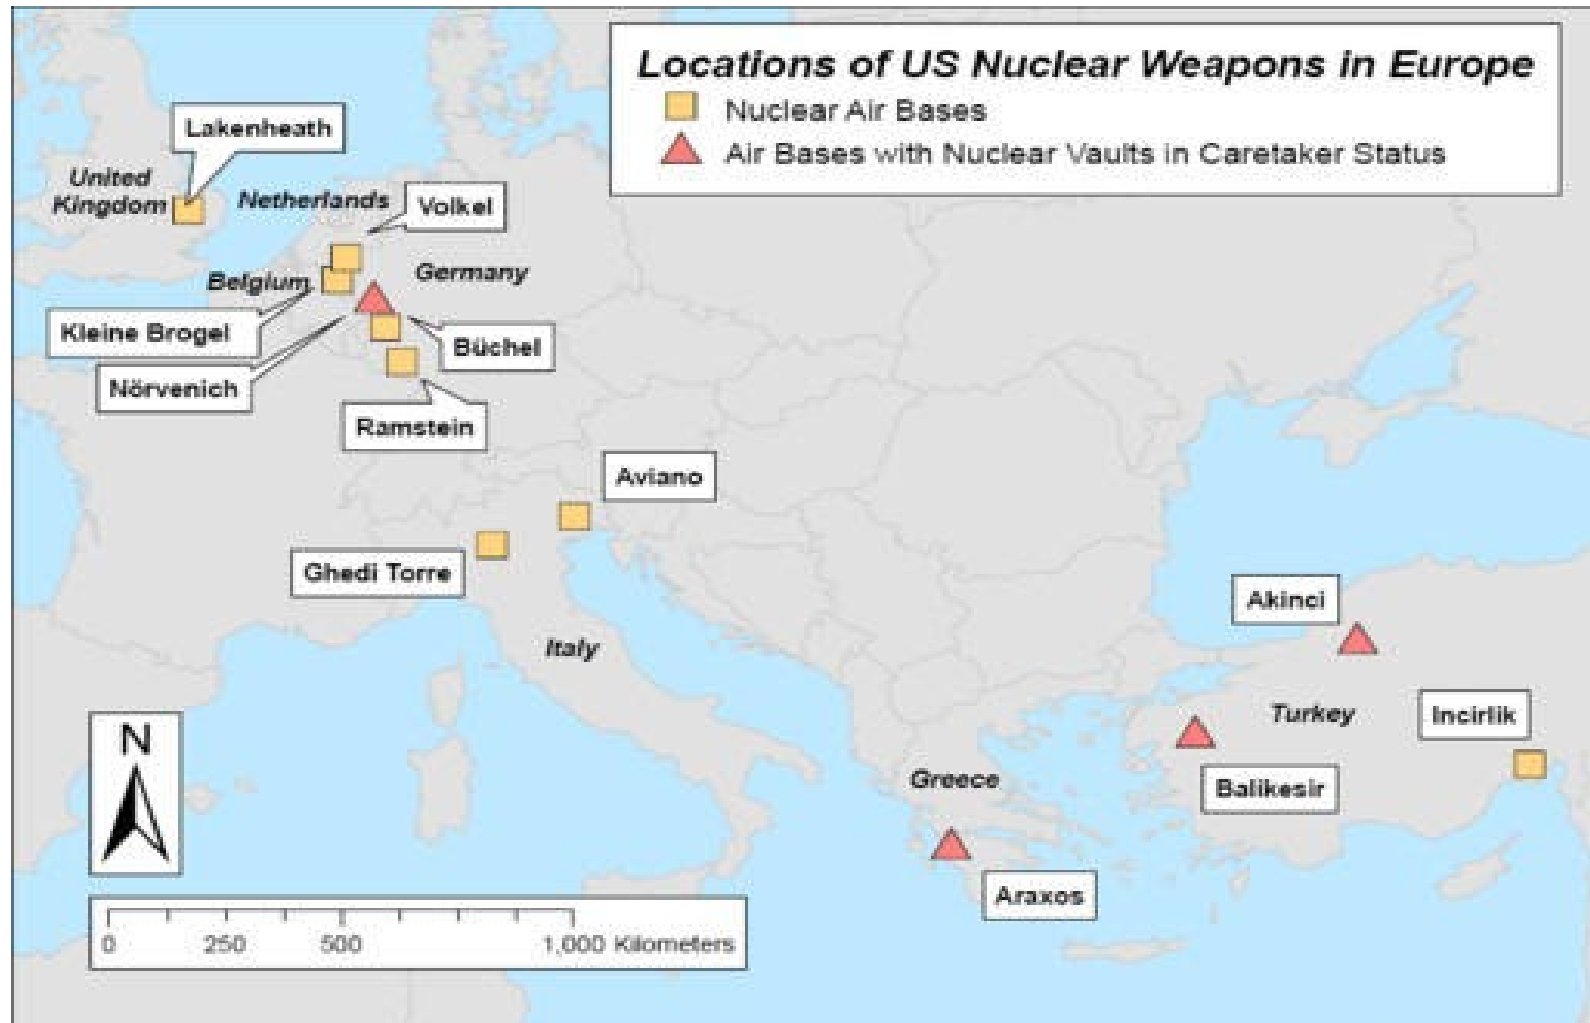 Locations of US Nuclear Weapons in Europe
Nuclear Air Bases
Air Bases with Nuclear Vaults in Caretaker Status
Lakenheath
United
Kingdom
Netherlands
Volkel
Belgium
Germany
Kleine Brogel
Büchel
Nörvenich
Ramstein
Aviano
Ghedi Torre
Akinci
Italy
Turkey
Incirlik
N
Greece
Balikesir
Araxos
0 250 500 1,000 Kilometers